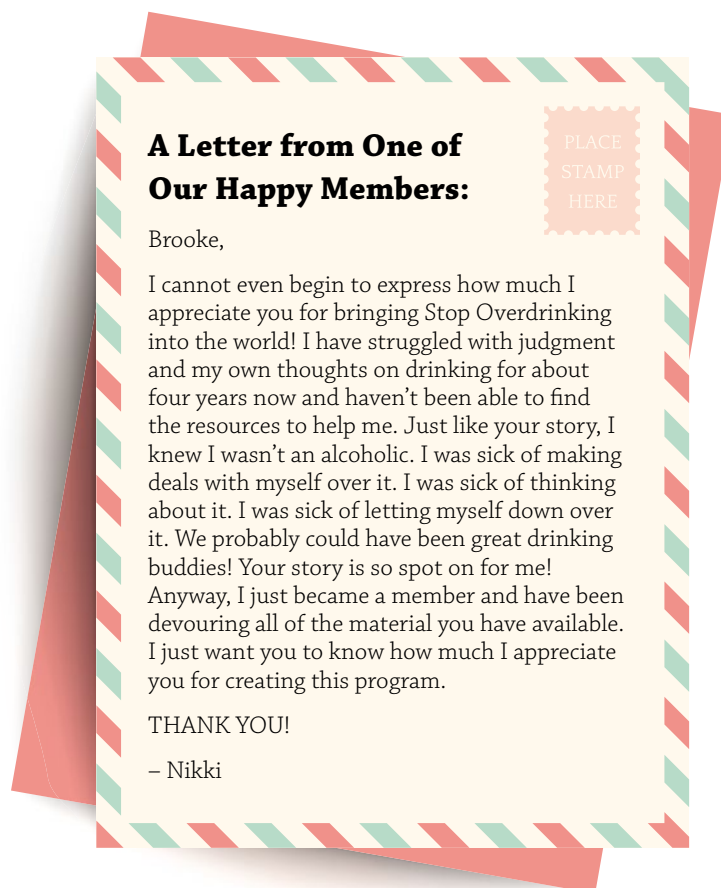 A Letter from One of
Our Happy Members:
PLACE
STAMP
HERE
Brooke,
I cannot even begin to express how much I
appreciate you for bringing Stop Overdrinking
into the world! I have struggled with judgment
and my own thoughts on drinking for about
four years now and haven’t been able to find
the resources to help me. Just like your story, I
knew I wasn’t an alcoholic. I was sick of making
deals with myself over it. I was sick of thinking
about it. I was sick of letting myself down over
it. We probably could have been great drinking
buddies! Your story is so spot on for me!
Anyway, I just became a member and have been
devouring all of the material you have available.
I just want you to know how much I appreciate
you for creating this program.
THANK YOU!
– Nikki